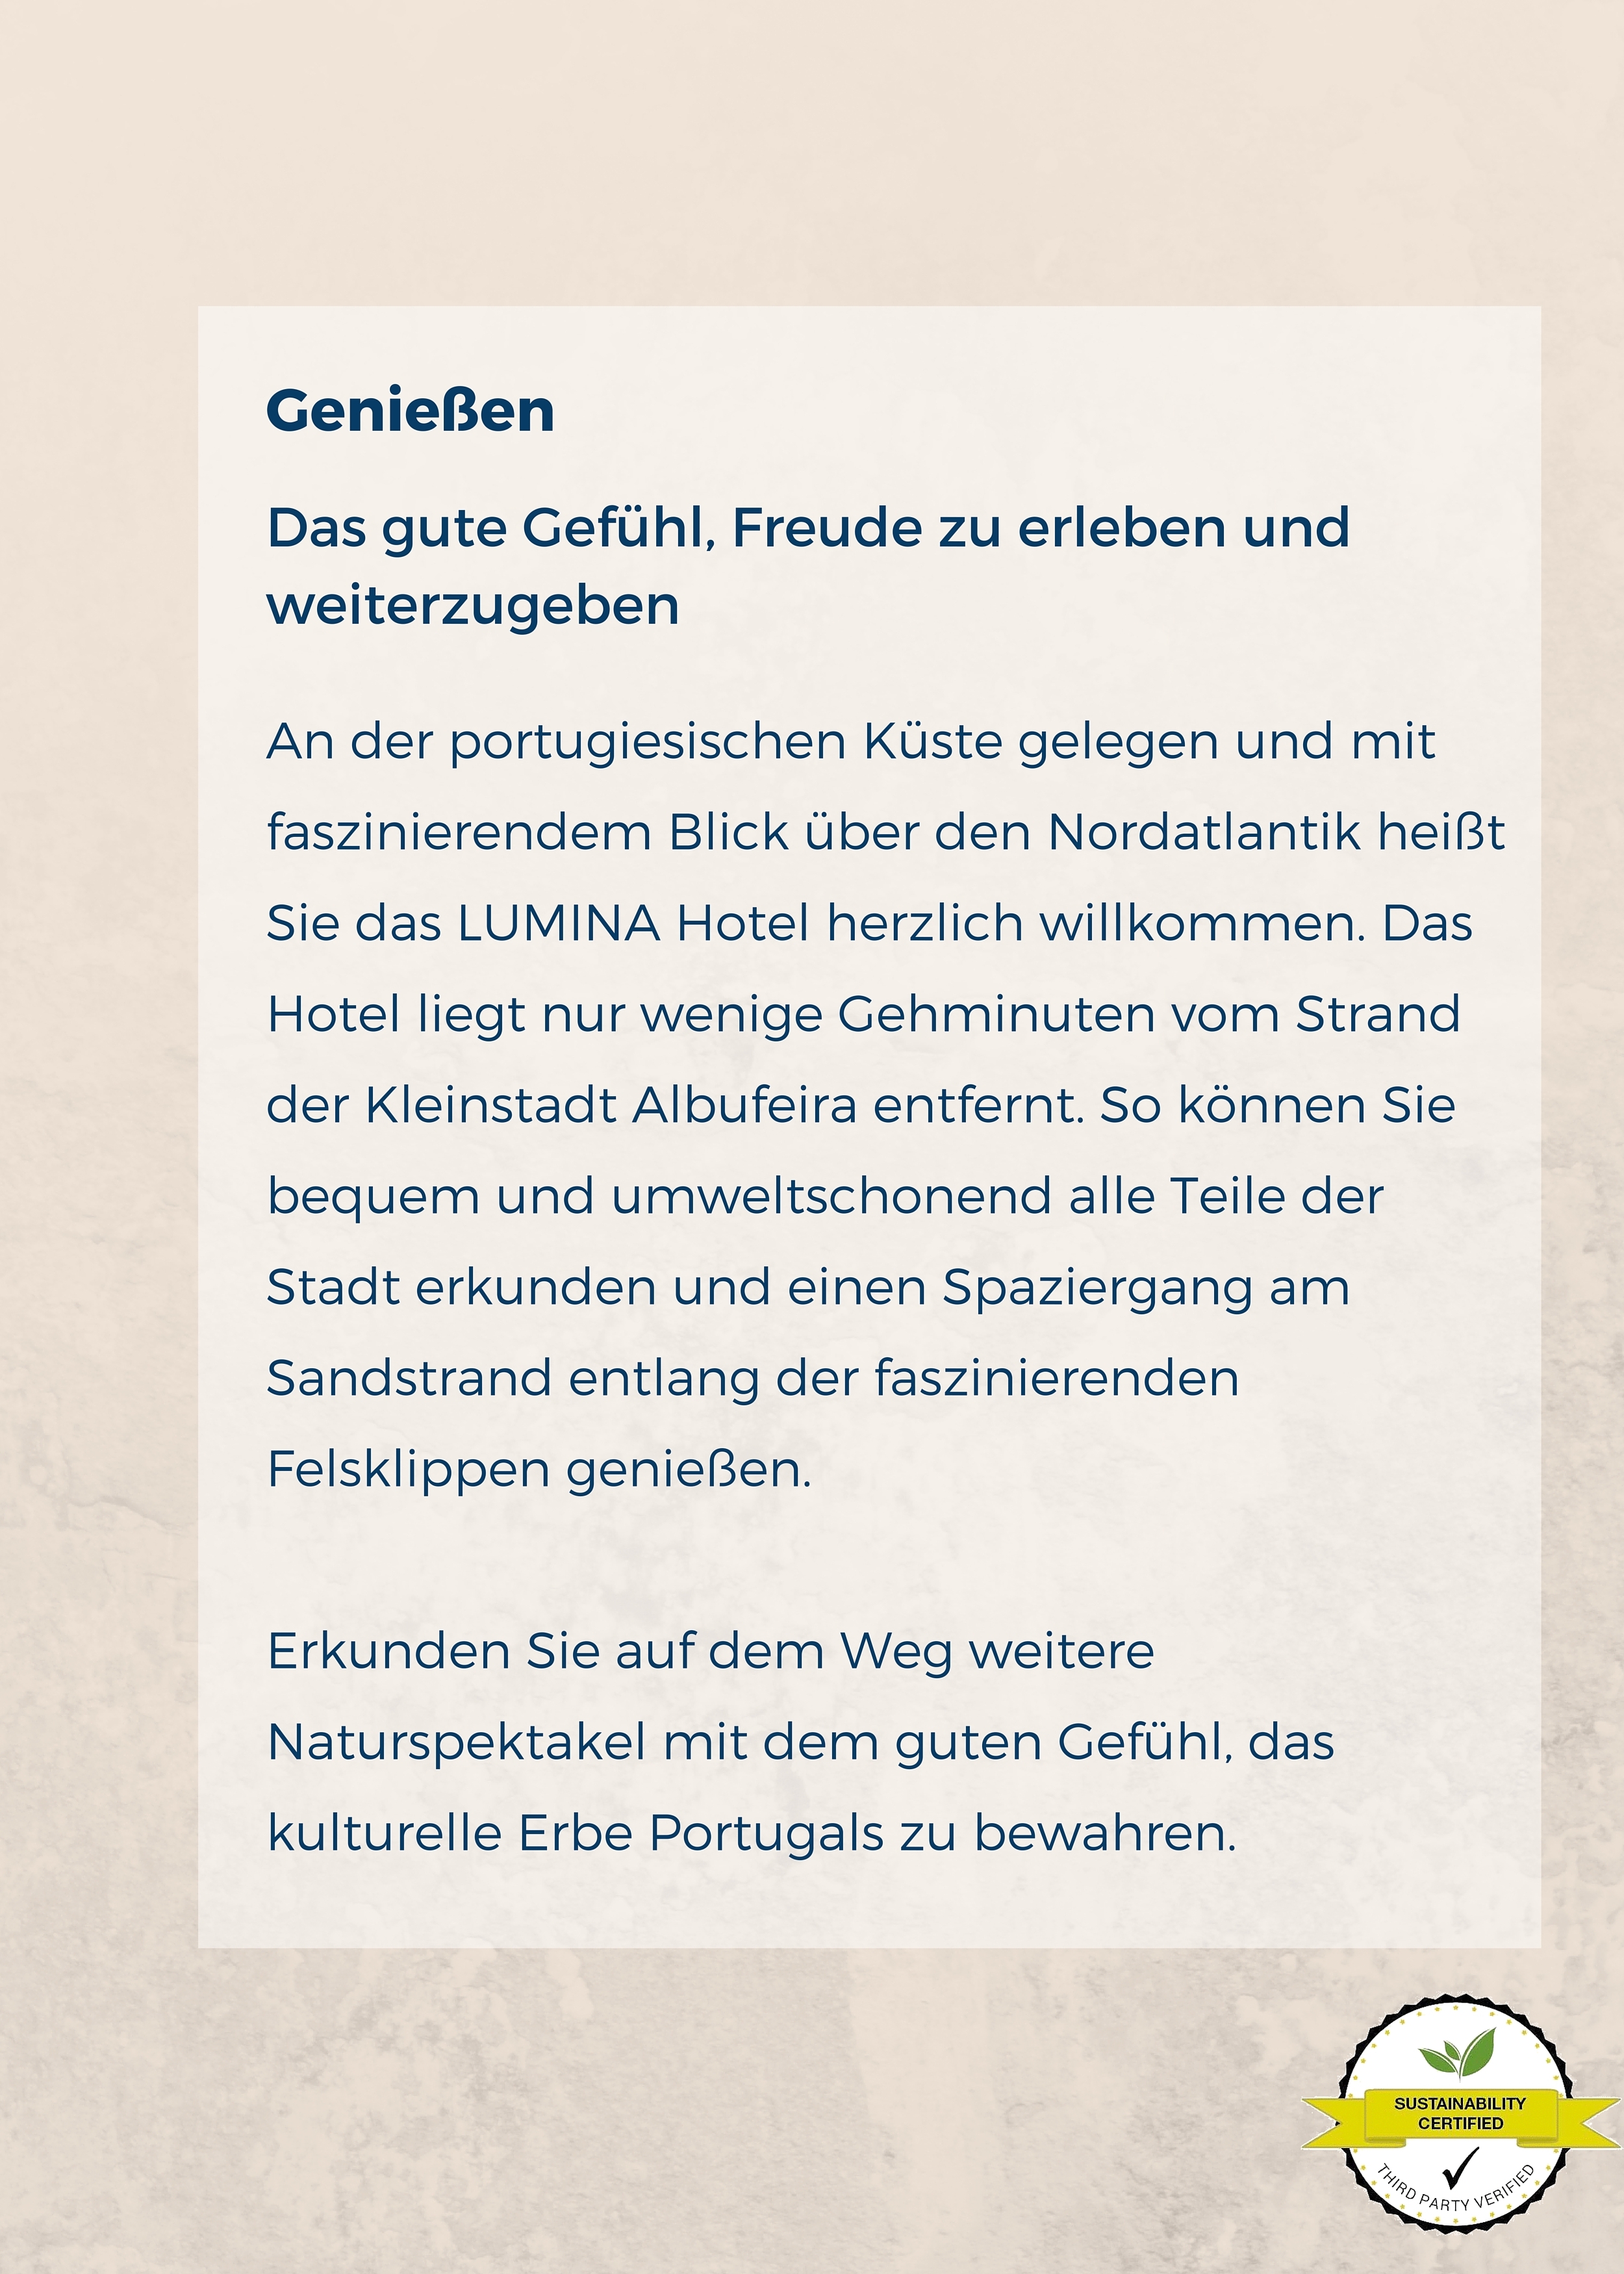 Genießen
Das gute Gefühl, Freude zu erleben und
weiterzugeben
An der portugiesischen Küste gelegen und mit
faszinierendem Blick über den Nordatlantik heißt
Sie das LUMINA Hotel herzlich willkommen. Das
Hotel liegt nur wenige Gehminuten vom Strand
der Kleinstadt Albufeira entfernt. So können Sie
bequem und umweltschonend alle Teile der
Stadt erkunden und einen Spaziergang am
Sandstrand entlang der faszinierenden
Felsklippen genießen.
Erkunden Sie auf dem Weg weitere
Naturspektakel mit dem guten Gefühl, das
kulturelle Erbe Portugals zu bewahren.
SUSTAINABILITY
CERTIFIED
THIRD PARTY VERIFIED